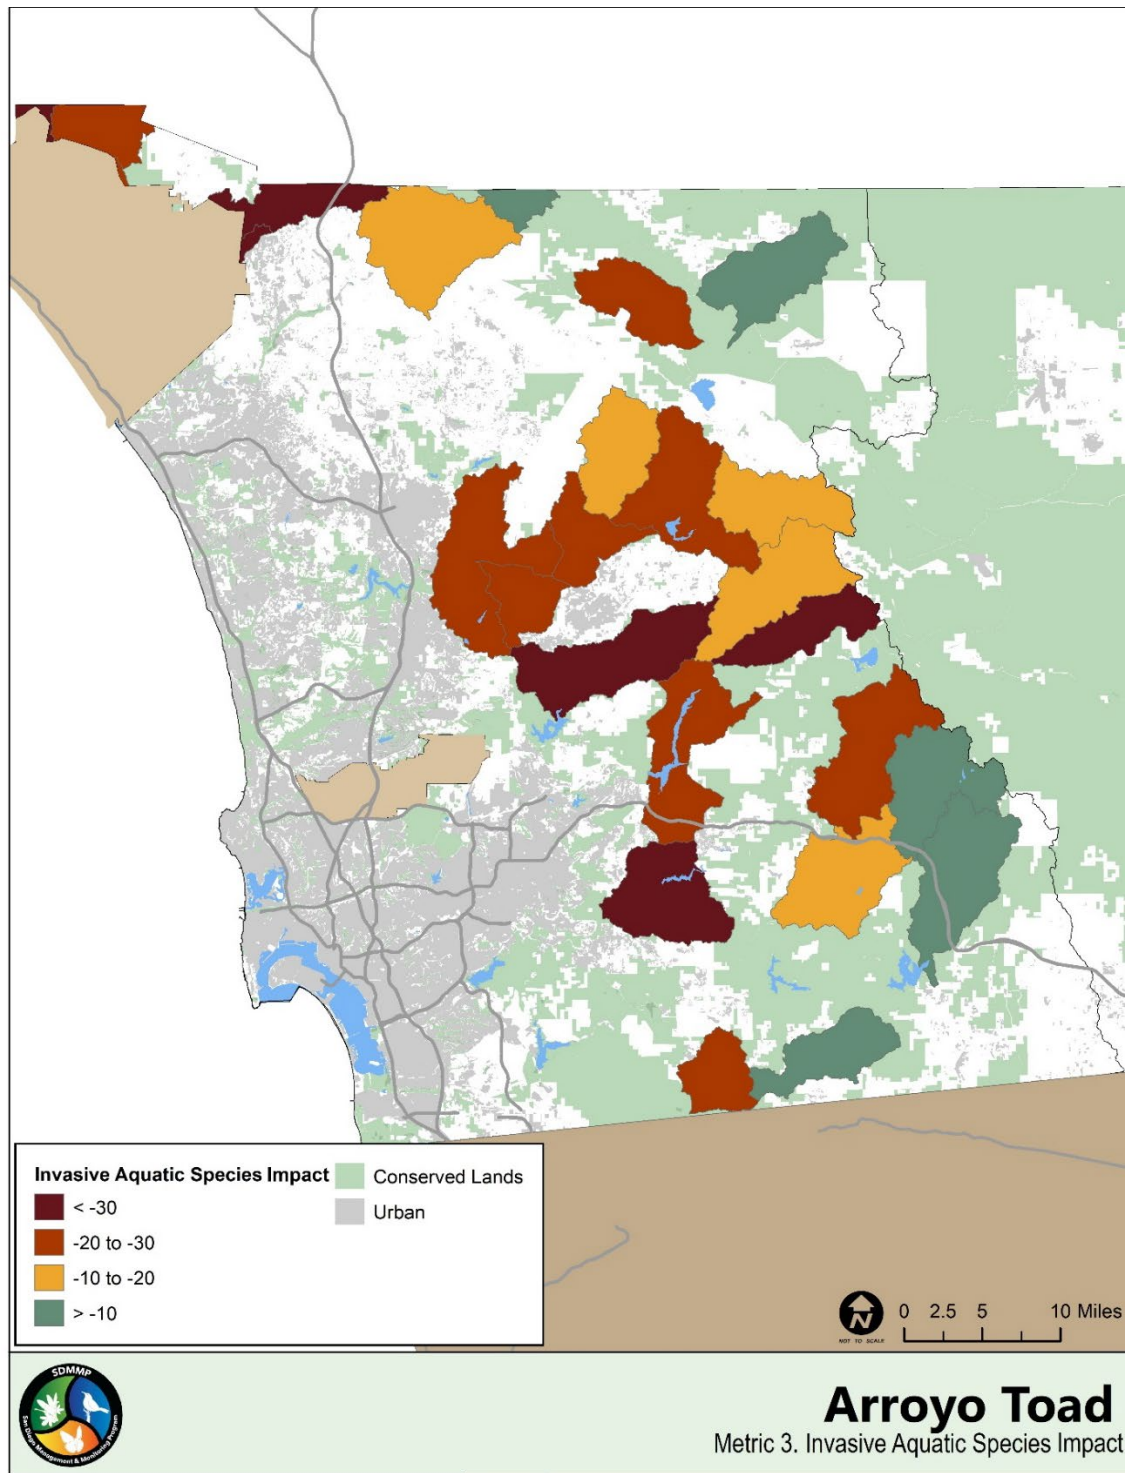 Invasive Aquatic Species Impact
< -30
-20 to -30
-10 to -20
> -10
Conserved Lands
Urban
N
NOT TO SCALE
0 2.5 5 10 Miles
SDMMP
San Diego Management & Monitoring Program
Arroyo Toad
Metric 3. Invasive Aquatic Species Impact